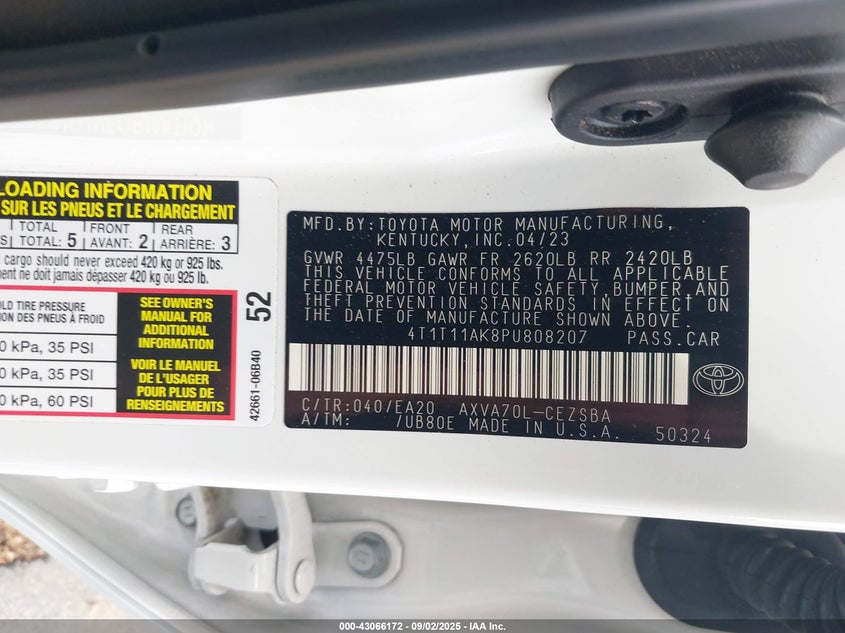 LOADING INFORMATION
SUR LES PNEUS ET LE CHARGEMENT
TOTAL FRONT REAR
TOTAL: 5 AVANT: 2 ARRIÈRE: 3
cargo should never exceed 420 kg or 925 lbs.
ne doit jamais dépasser 420 kg ou 925 lb.
TIRE PRESSURE
DES PNEUS À FROID
kPa, 35 PSI
kPa, 35 PSI
kPa, 60 PSI
SEE OWNER'S
MANUAL FOR
ADDITIONAL
INFORMATION
VOIR LE MANUEL
DE L'USAGER
POUR PLUS DE
RENSEIGNEMENTS
52
42661-06B40
MFD.BY:TOYOTA MOTOR MANUFACTURING,
KENTUCKY,INC.04/23
GVWR 4475LB GAWR FR 2620LB RR 2420LB
THIS VEHICLE CONFORMS TO ALL APPLICABLE
FEDERAL MOTOR VEHICLE SAFETY, BUMPER,AND
THEFT PREVENTION STANDARDS IN EFFECT ON
THE DATE OF MANUFACTURE SHOWN ABOVE.
4T1T11AK8PU808207 PASS.CAR
C/TR:040/EA20 AXVA70L-CEZSBA
A/TM: /UB80E MADE IN U.S.A. 50324
000-43066172 - 09/02/2025 - IAA Inc.